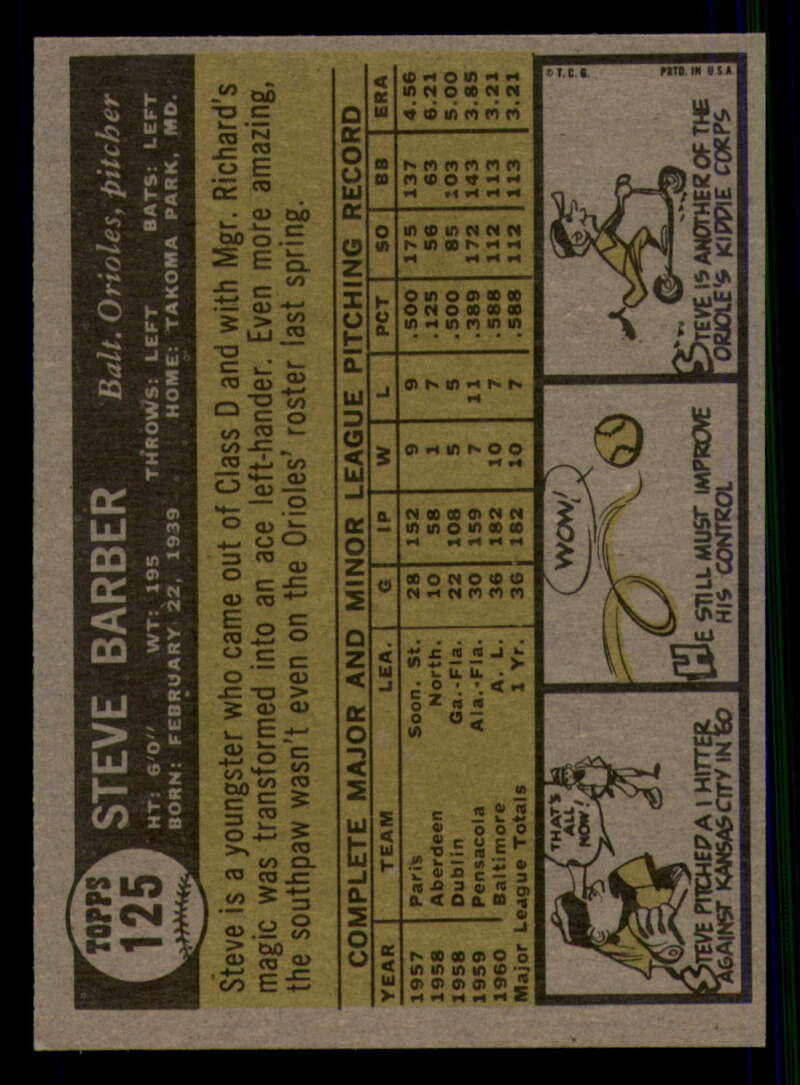 TOPPS
125
STEVE BARBER Balt. Orioles, pitcher
HT: 6'0" WT: 195 THROWS: LEFT BATS: LEFT
BORN: FEBRUARY 22, 1939 HOME: TAKOMA PARK, MD.
Steve is a youngster who came out of Class D and with Mgr. Richard's
magic was transformed into an ace left-hander. Even more amazing,
the southpaw wasn't even on the Orioles' roster last spring.
COMPLETE MAJOR AND MINOR LEAGUE PITCHING RECORD
YEAR TEAM LEA. G IP W L PCT SO BB ERA
1957 Paris Soon. St. 28 152 9 9 .500 175 137 4.56
1958 Aberdeen North. 10 58 1 7 .125 56 63 6.21
1958 Dublin Ga.-Fla. 22 108 5 5 .500 85 103 5.00
1959 Pensacola Ala.-Fla. 30 159 7 11 .389 172 143 3.85
1960 Baltimore A. L. 36 182 10 7 .588 112 113 3.21
Major League Totals 1 Yr. 36 182 10 7 .588 112 113 3.21
THAT'S
ALL
NOW!
STEVE PITCHED A 1 HITTER
AGAINST KANSAS CITY IN '60
WOW!
HE STILL MUST IMPROVE
HIS CONTROL
© T. C. G. PRTD. IN U.S.A.
STEVE IS ANOTHER OF THE
ORIOLE'S KIDDIE CORPS